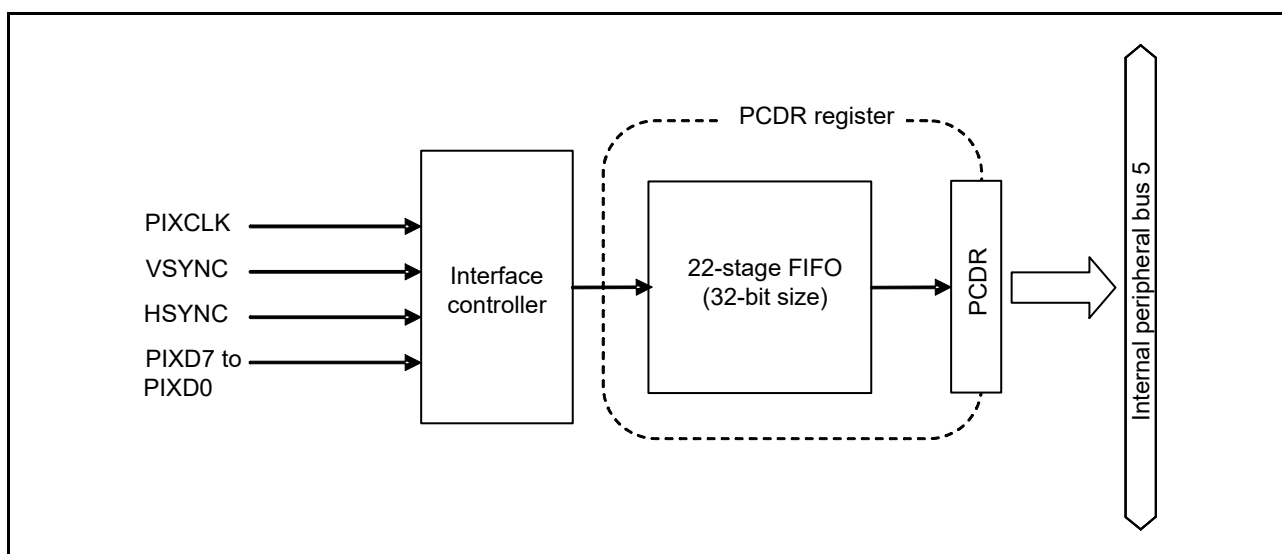 PCDR register
PIXCLK
VSYNC
HSYNC
PIXD7 to
PIXD0
Interface
controller
22-stage FIFO
(32-bit size)
PCDR
Internal peripheral bus 5